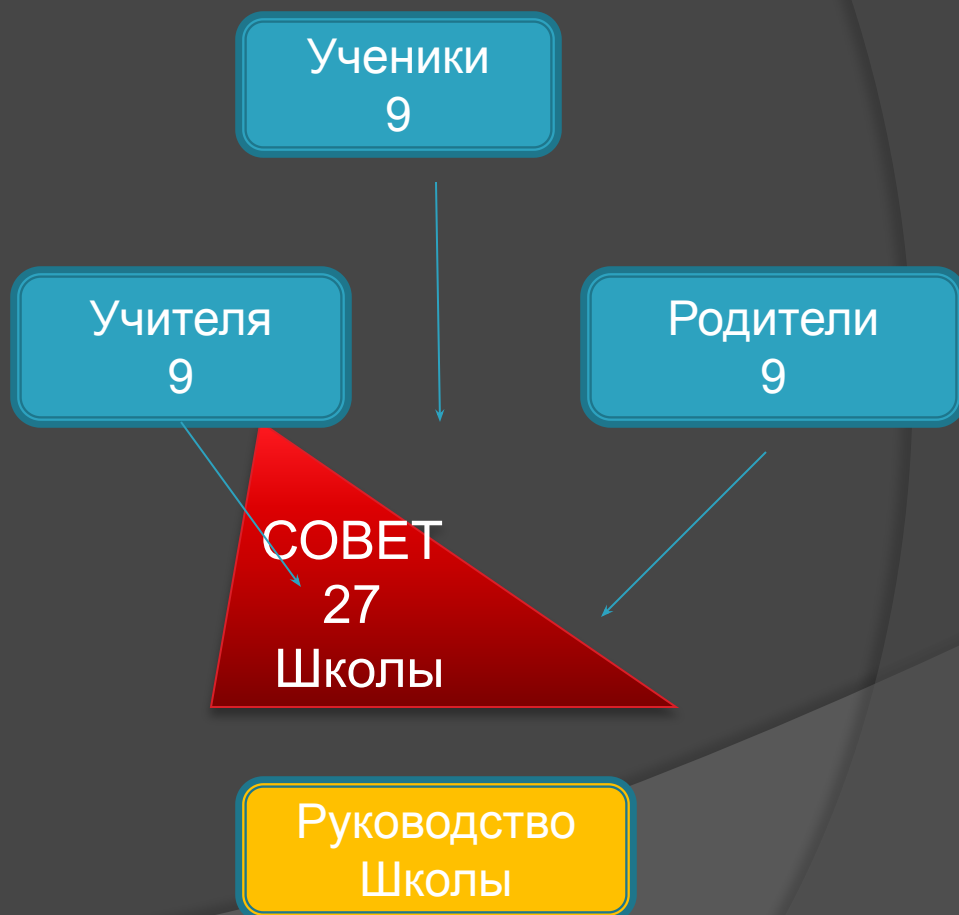 Ученики
9
Учителя
9
Родители
9
СОВЕТ
27
Школы
Руководство
Школы